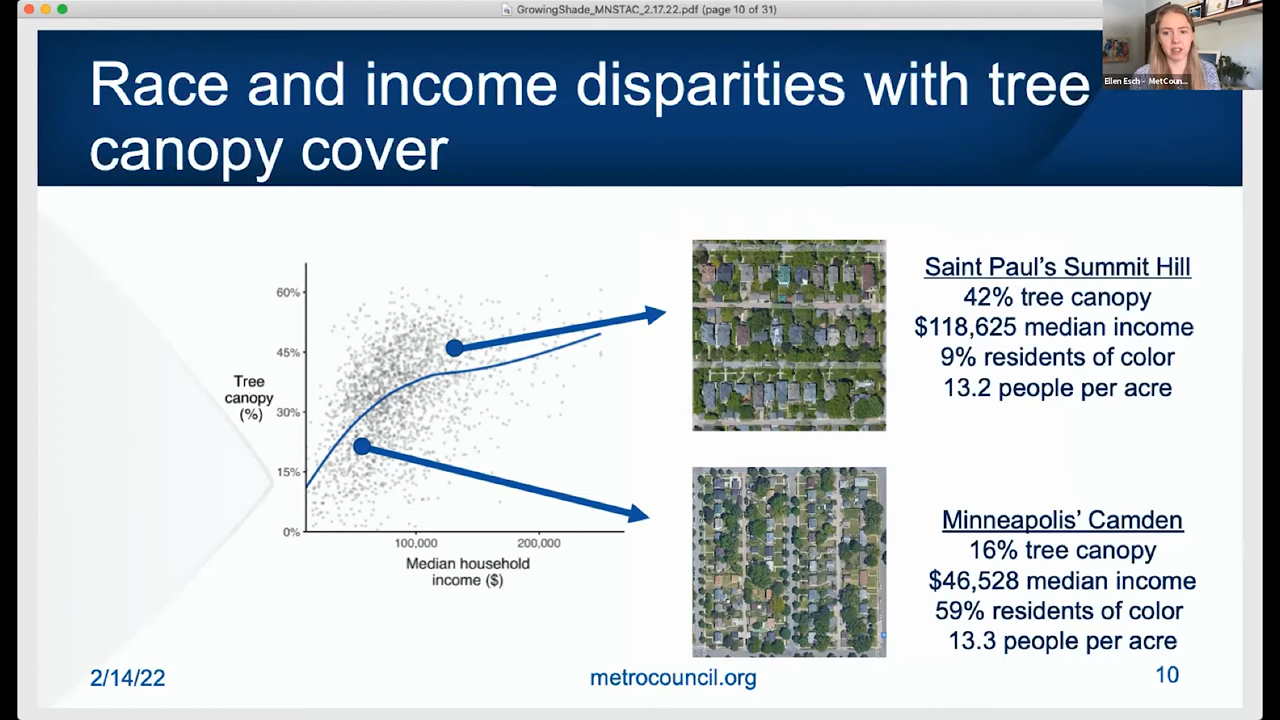 GrowingShade_MNSTAC_2.17.22.pdf (page 10 of 31)
Ellen Esch - MetCoun...
Race and income disparities with tree
canopy cover
60%
45%
30%
15%
0%
Tree
canopy
(%)
100,000
200,000
Median household
income ($)
Saint Paul's Summit Hill
42% tree canopy
$118,625 median income
9% residents of color
13.2 people per acre
Minneapolis' Camden
16% tree canopy
$46,528 median income
59% residents of color
13.3 people per acre
2/14/22
metrocouncil.org
10